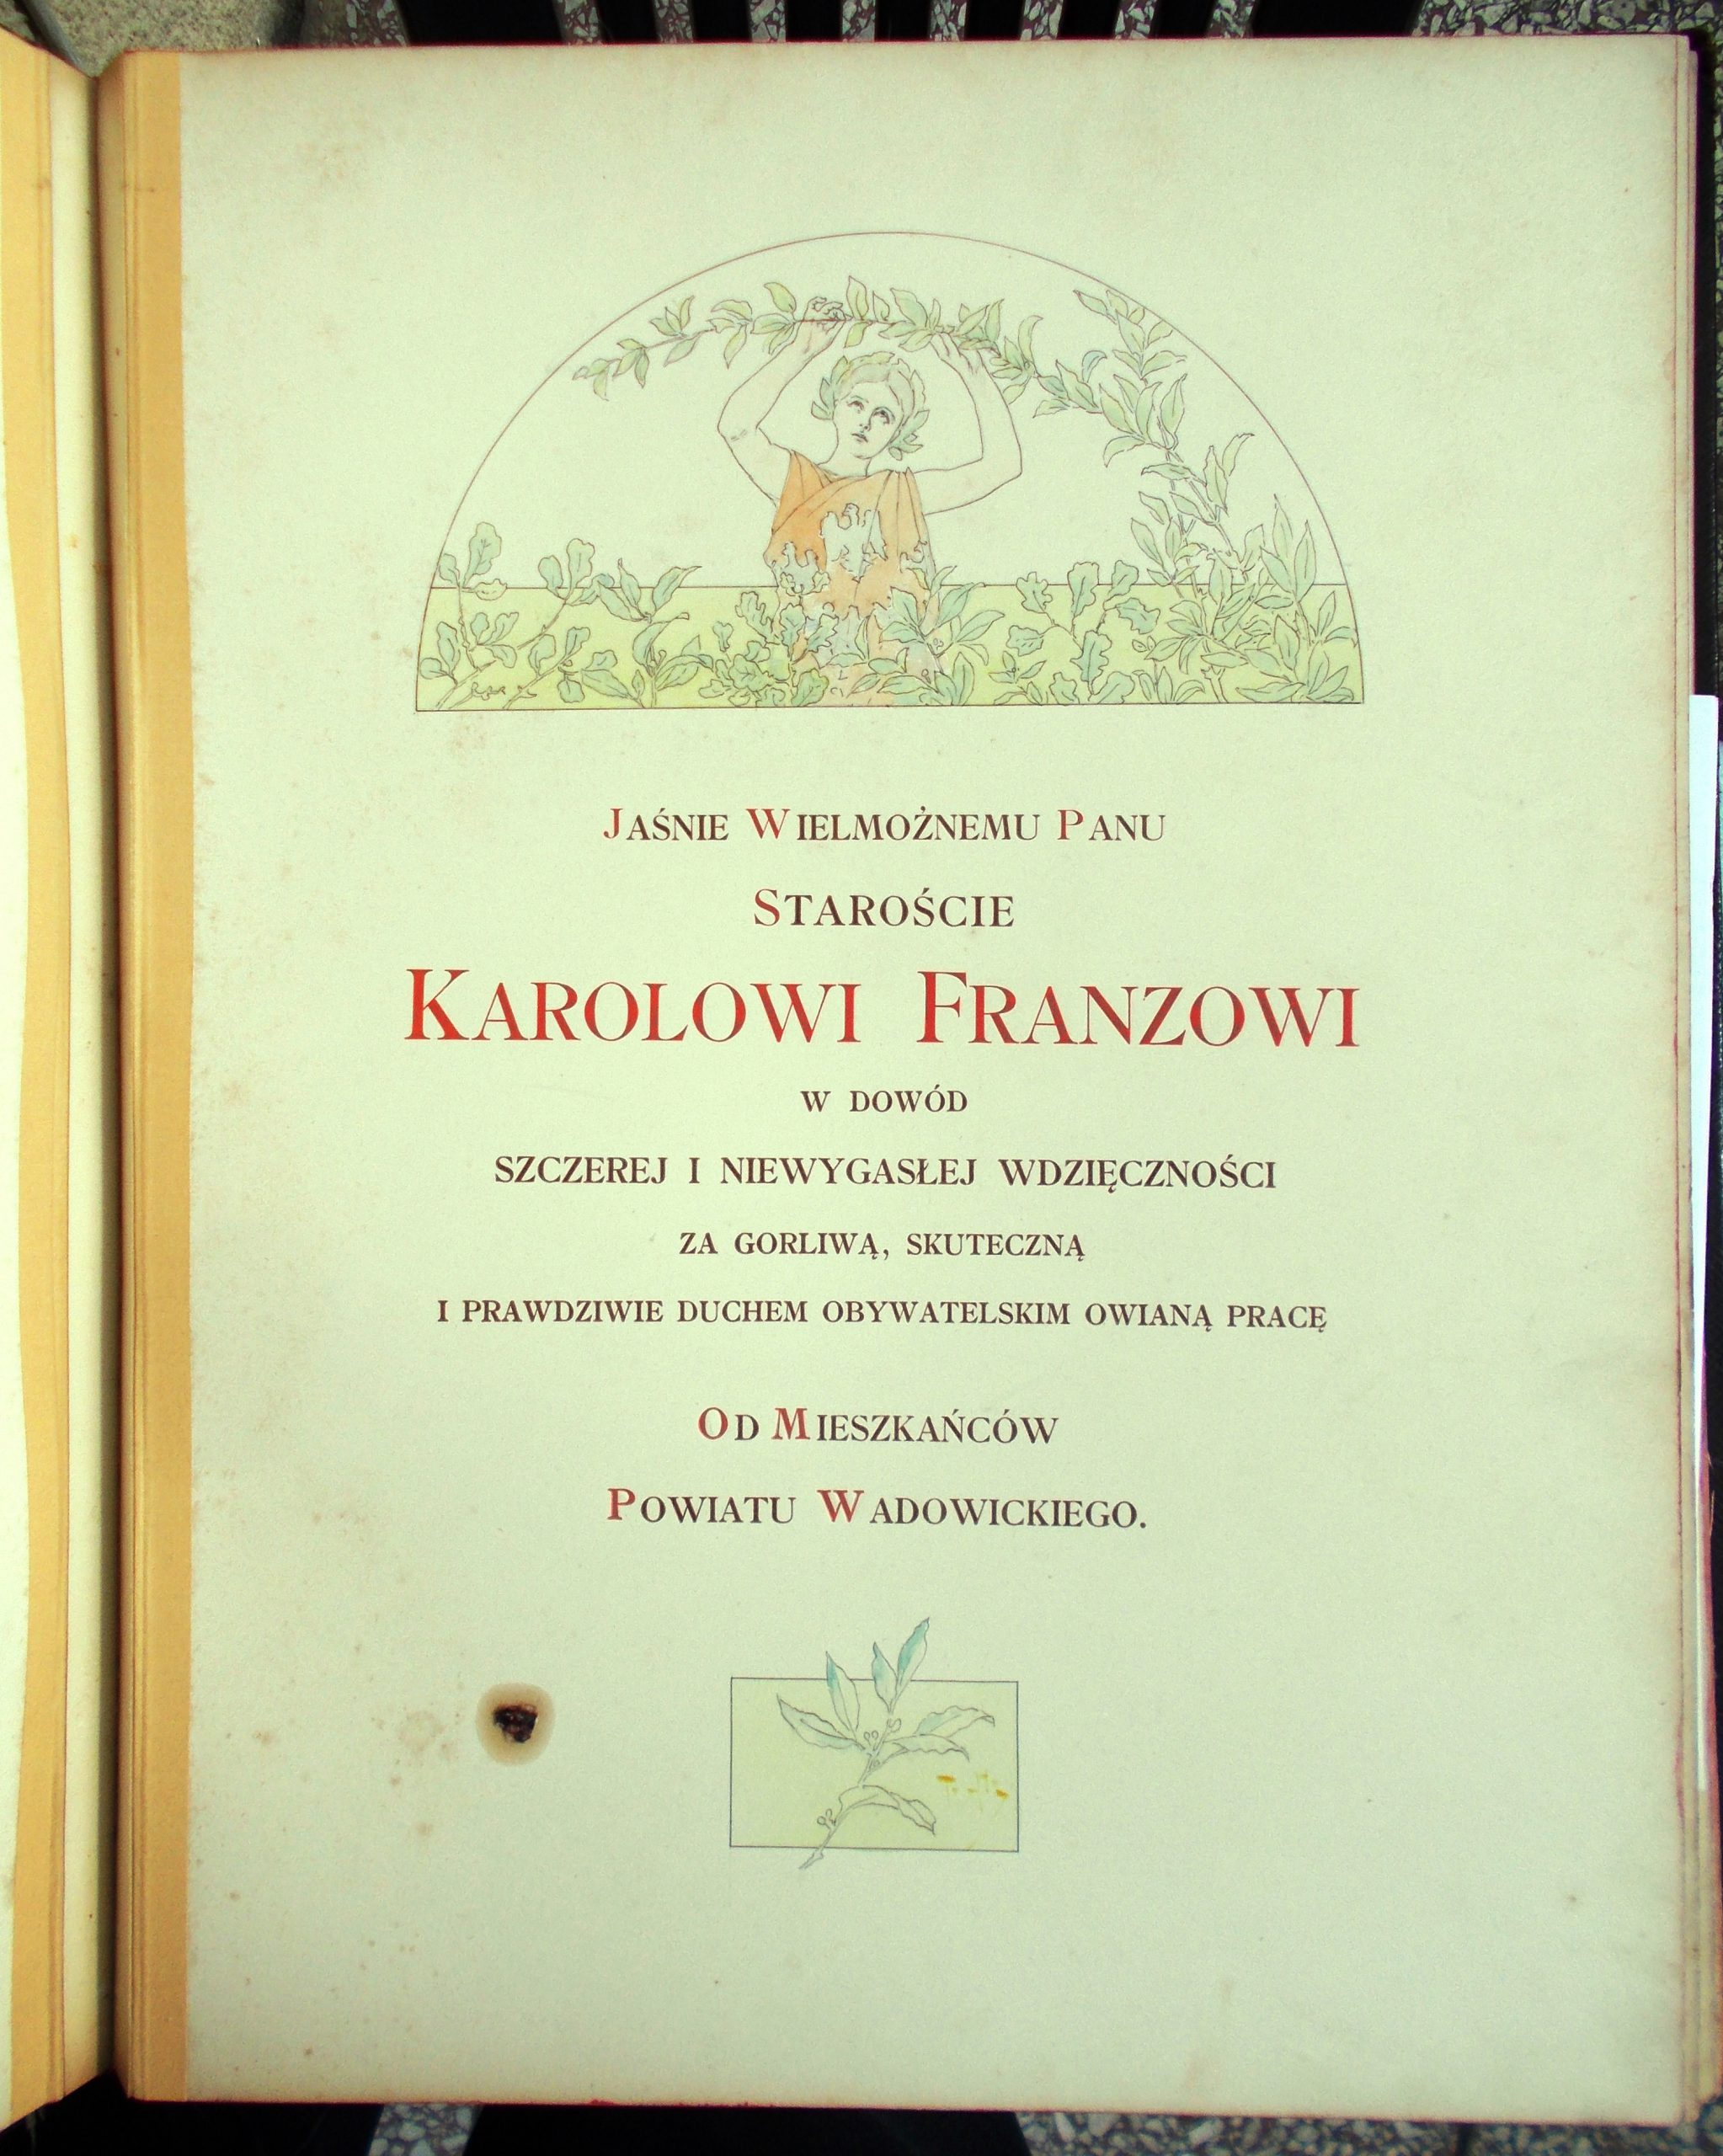 JAŚNIE WIELMOŻNEMU PANU
STAROŚCIE
KAROLOWI FRANZOWI
W DOWÓD
SZCZEREJ I NIEWYGASŁEJ WDZIĘCZNOŚCI
ZA GORLIWĄ, SKUTECZNĄ
I PRAWDZIWIE DUCHEM OBYWATELSKIM OWIANĄ PRACĘ
OD MIESZKAŃCÓW
POWIATU WADOWICKIEGO.